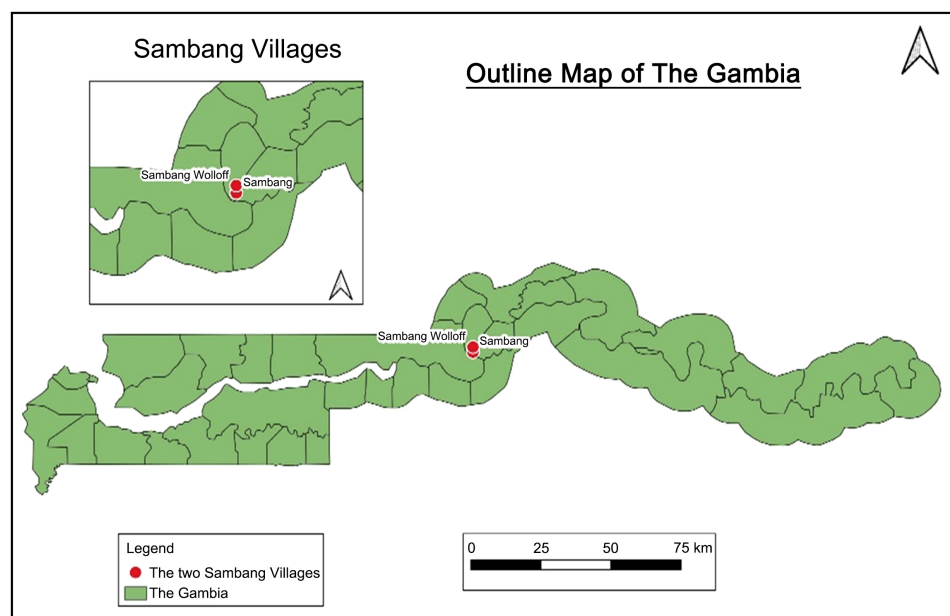 Sambang Villages
Outline Map of The Gambia
Sambang Wolloff
Sambang
Sambang Wolloff
Sambang
Legend
The two Sambang Villages
The Gambia
0 25 50 75 km